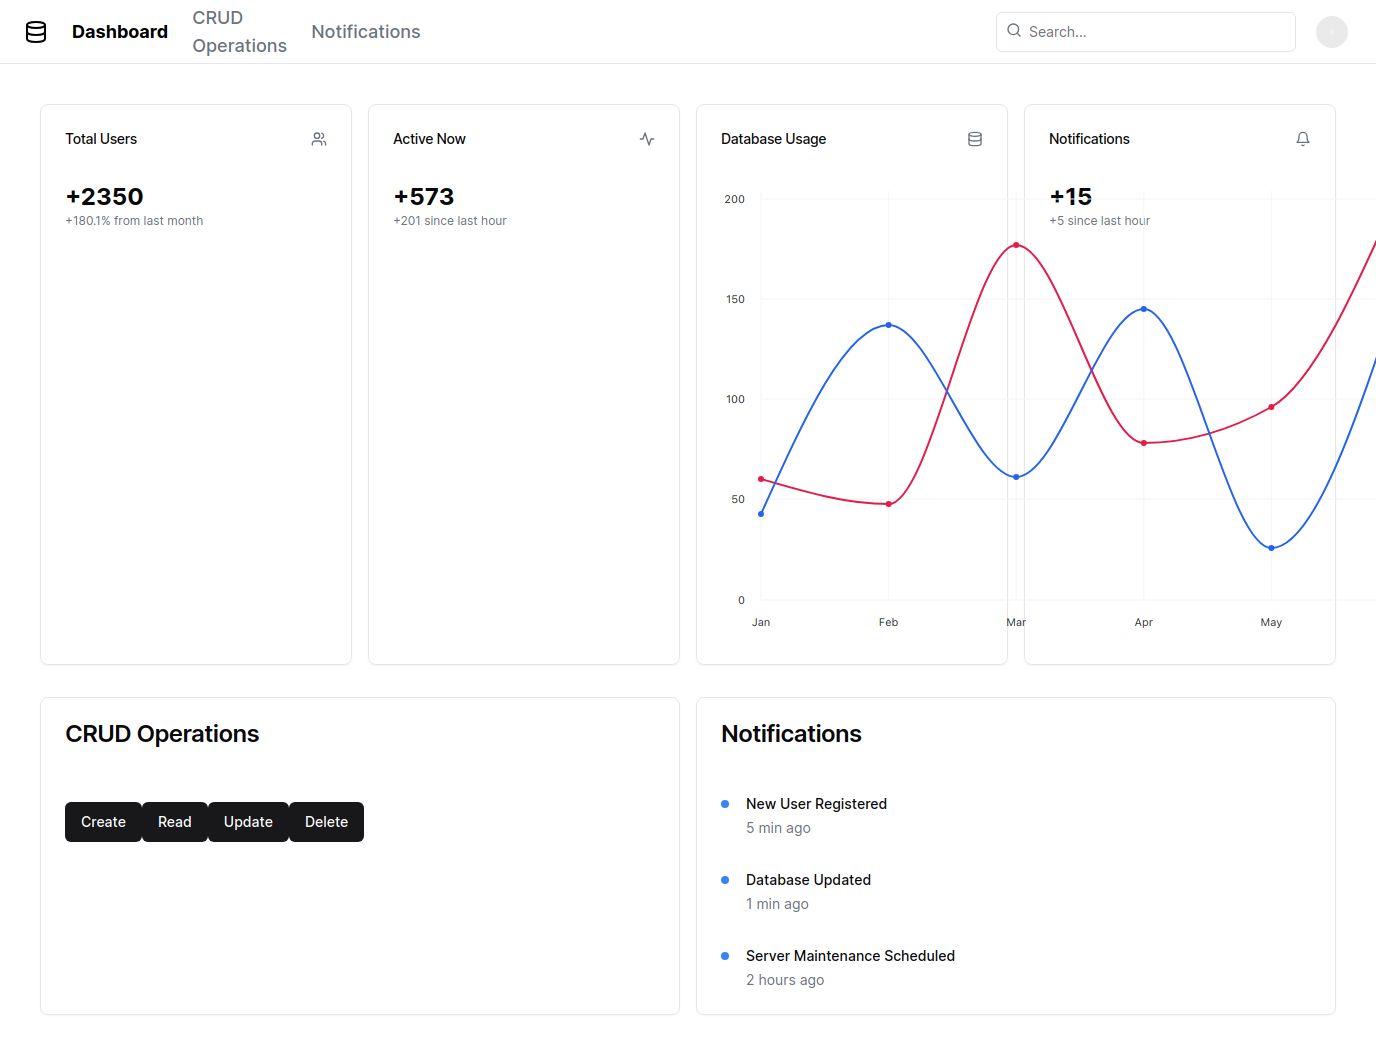 Dashboard
CRUD
Operations
Notifications
Search...
Total Users
+2350
+180.1% from last month
Active Now
+573
+201 since last hour
Database Usage
200
150
100
50
0
Jan
Feb
Mar
Apr
May
Notifications
+15
+5 since last hour
CRUD Operations
Create
Read
Update
Delete
Notifications
New User Registered
5 min ago
Database Updated
1 min ago
Server Maintenance Scheduled
2 hours ago